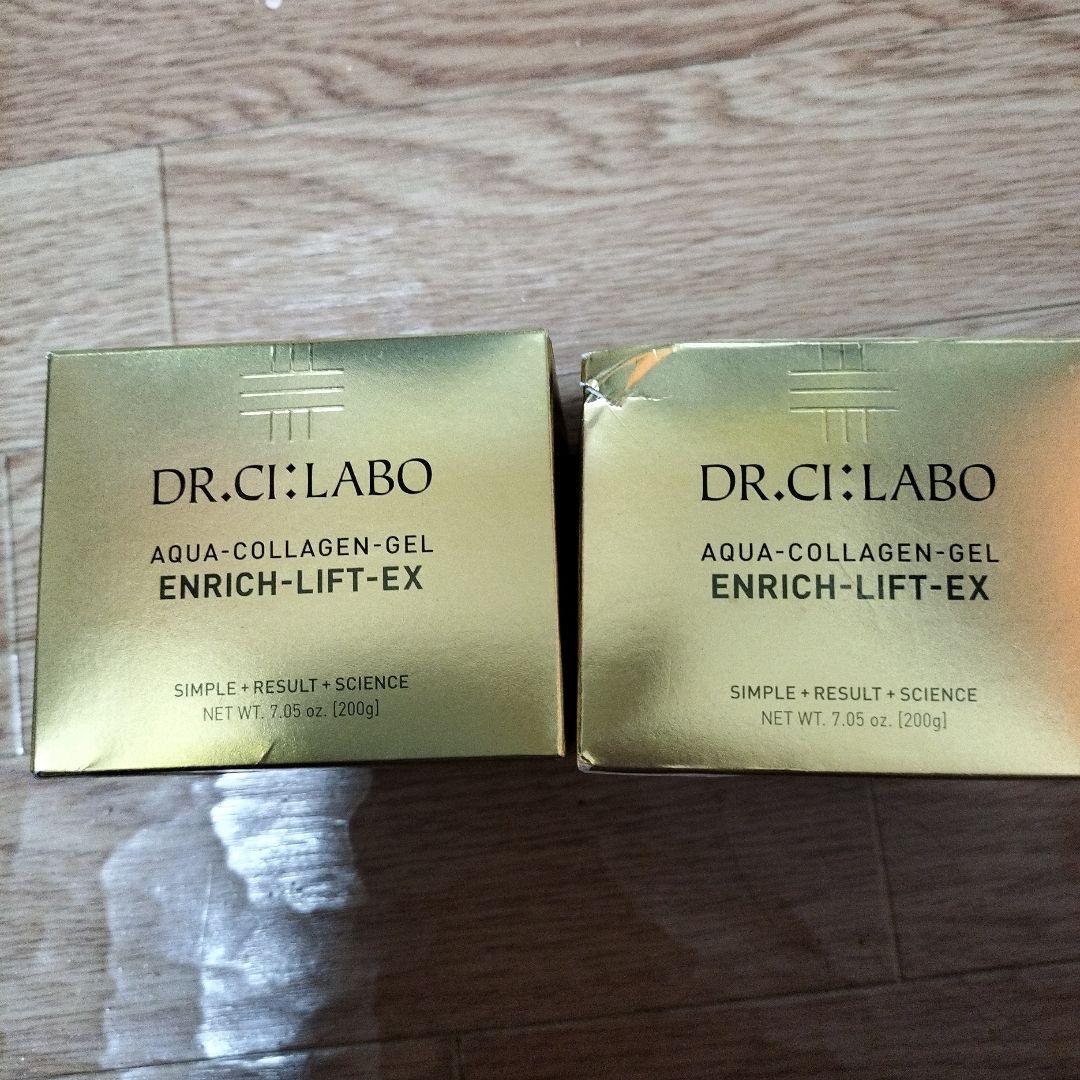 DR.CI:LABO
AQUA-COLLAGEN-GEL
ENRICH-LIFT-EX
SIMPLE+RESULT+SCIENCE
NET WT. 7.05 oz. [200g]
DR.CI:LABO
AQUA-COLLAGEN-GEL
ENRICH-LIFT-EX
SIMPLE+RESULT+SCIENCE
NET WT. 7.05 oz. [200g]